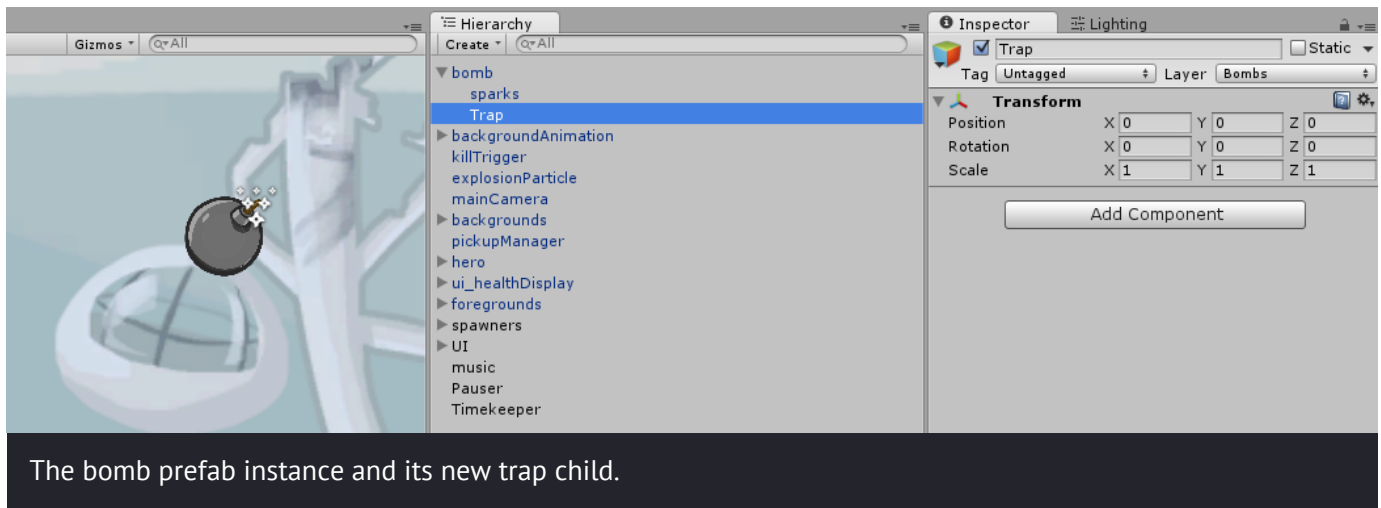 Gizmos
All
Hierarchy
Create
All
bomb
sparks
Trap
backgroundAnimation
killTrigger
explosionParticle
mainCamera
backgrounds
pickupManager
hero
ui_healthDisplay
foregrounds
spawners
UI
music
Pauser
Timekeeper
Inspector Lighting
Trap Static
Tag Untagged Layer Bombs
Transform
Position X 0 Y 0 Z 0
Rotation X 0 Y 0 Z 0
Scale X 1 Y 1 Z 1
Add Component
The bomb prefab instance and its new trap child.